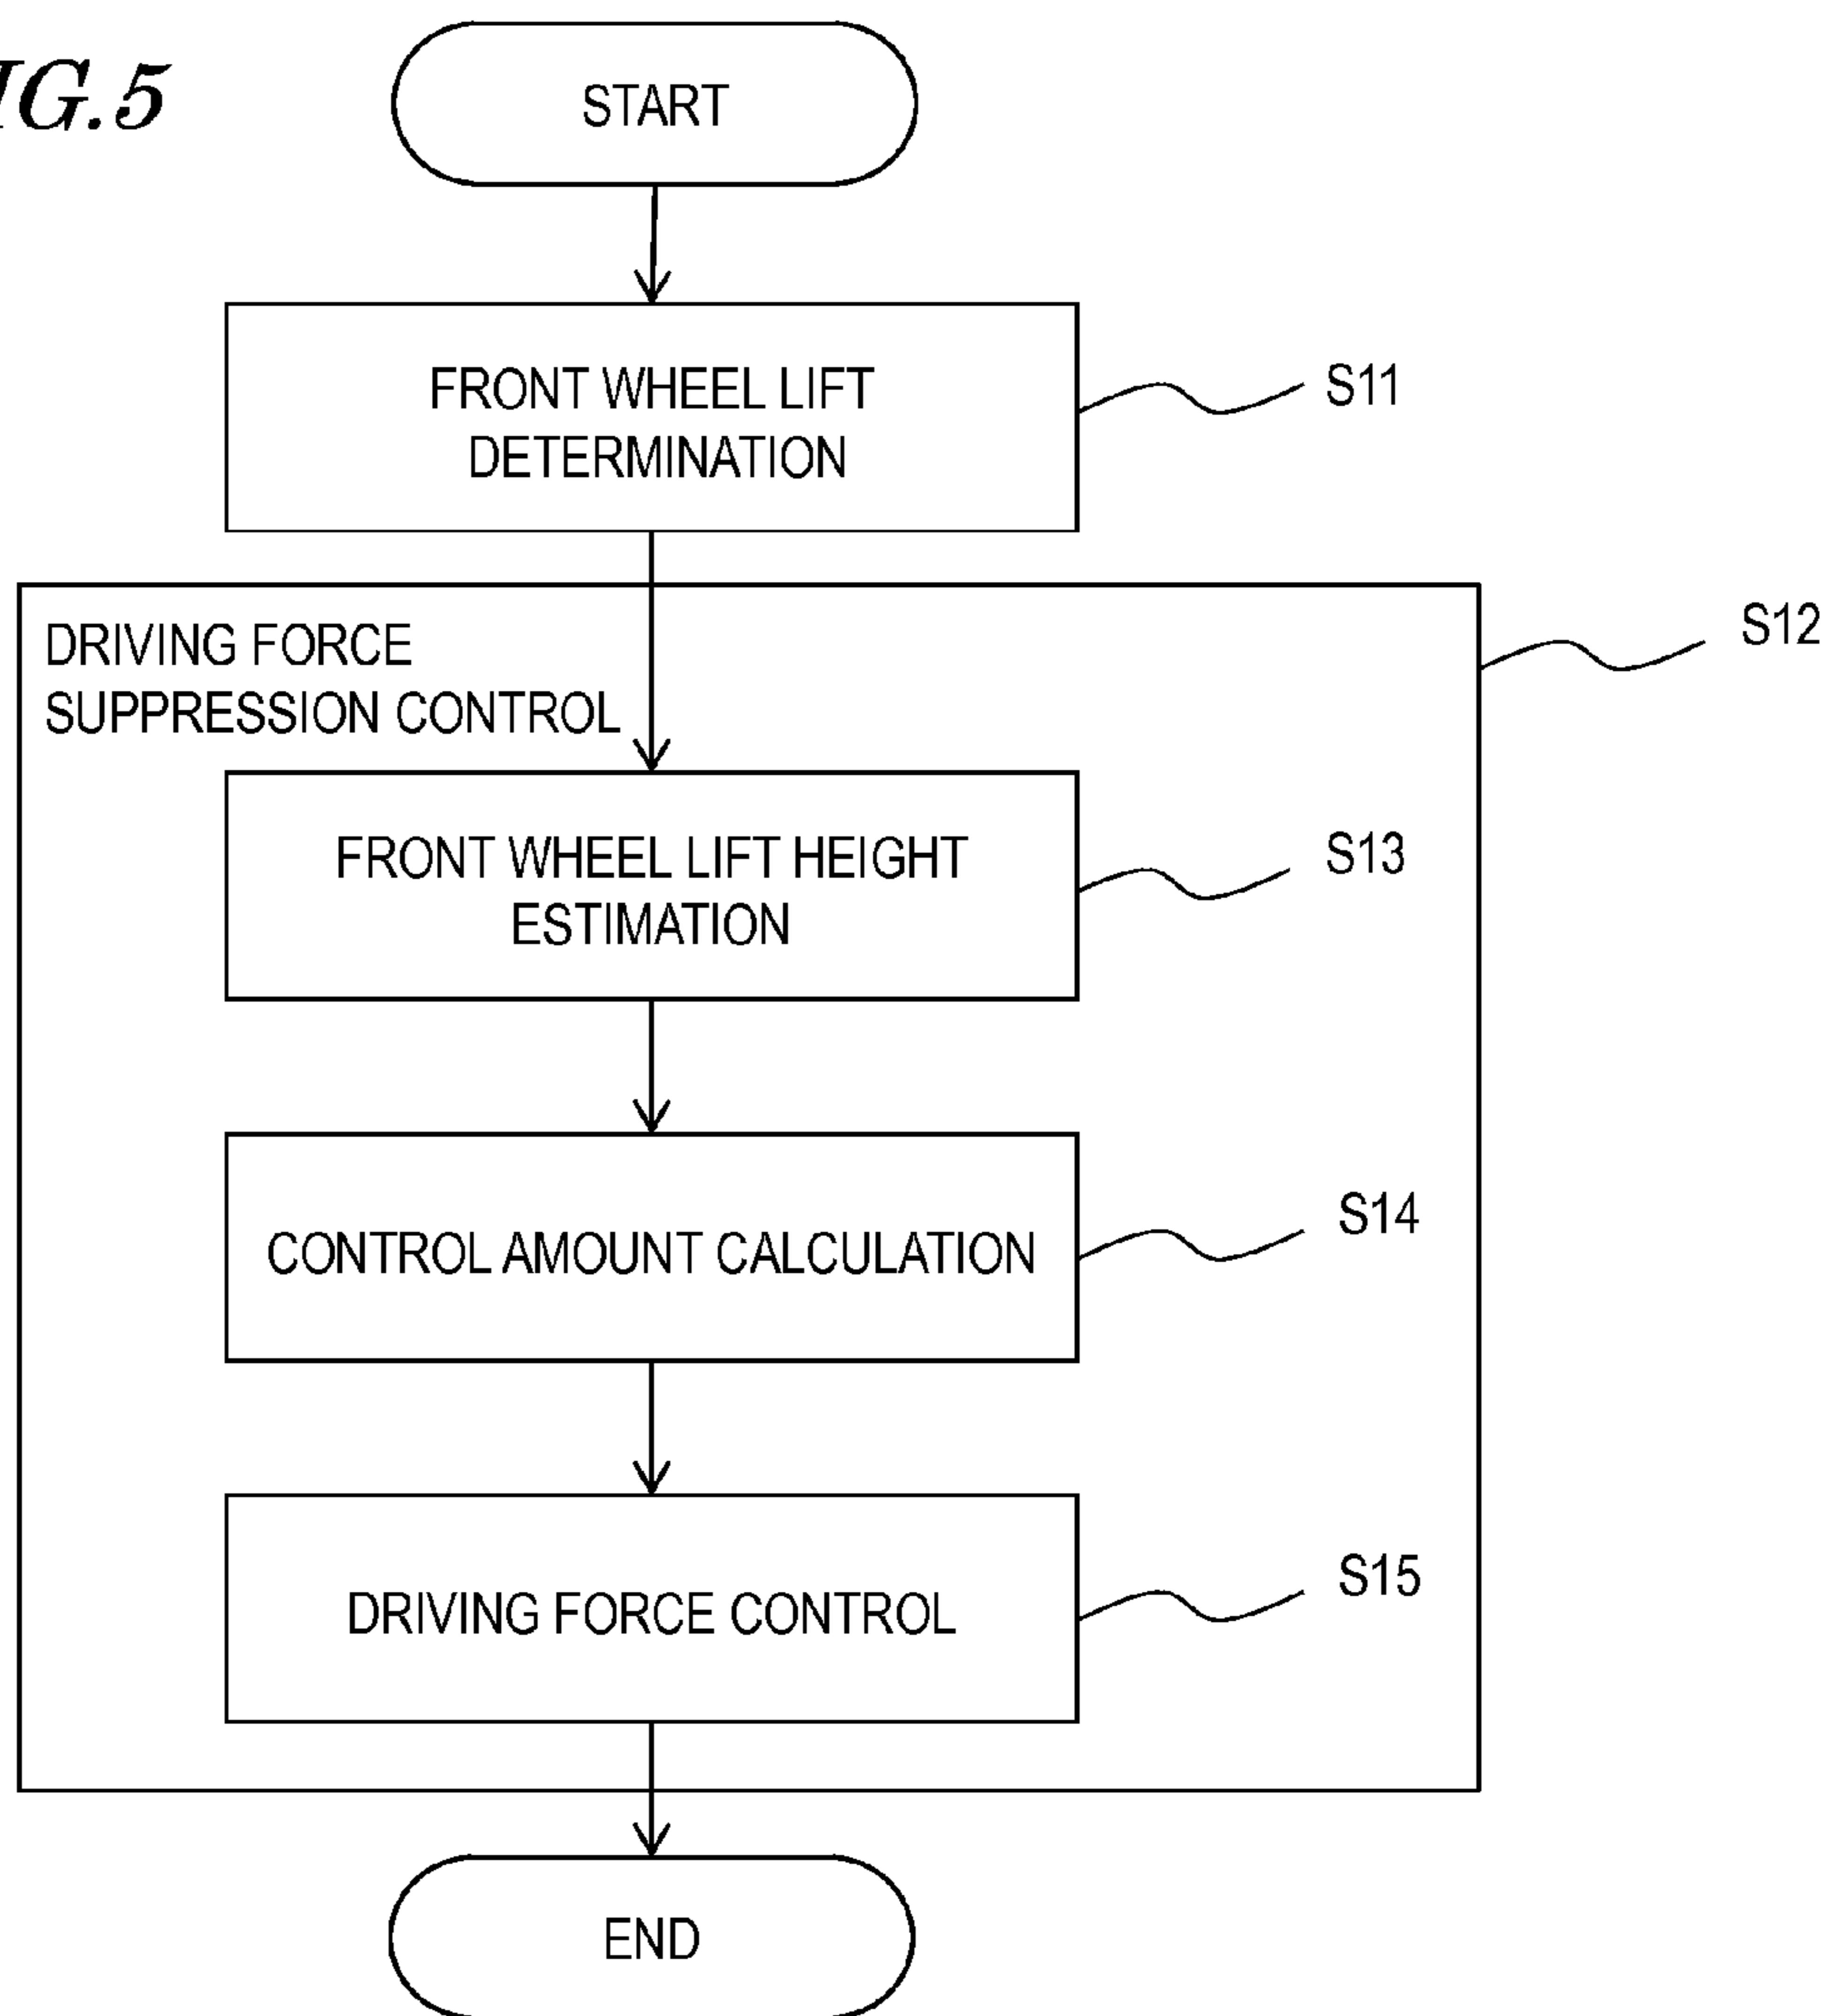 IG.5
START
FRONT WHEEL LIFT
DETERMINATION
S11
DRIVING FORCE
SUPPRESSION CONTROL
S12
FRONT WHEEL LIFT HEIGHT
ESTIMATION
S13
CONTROL AMOUNT CALCULATION
S14
DRIVING FORCE CONTROL
S15
END